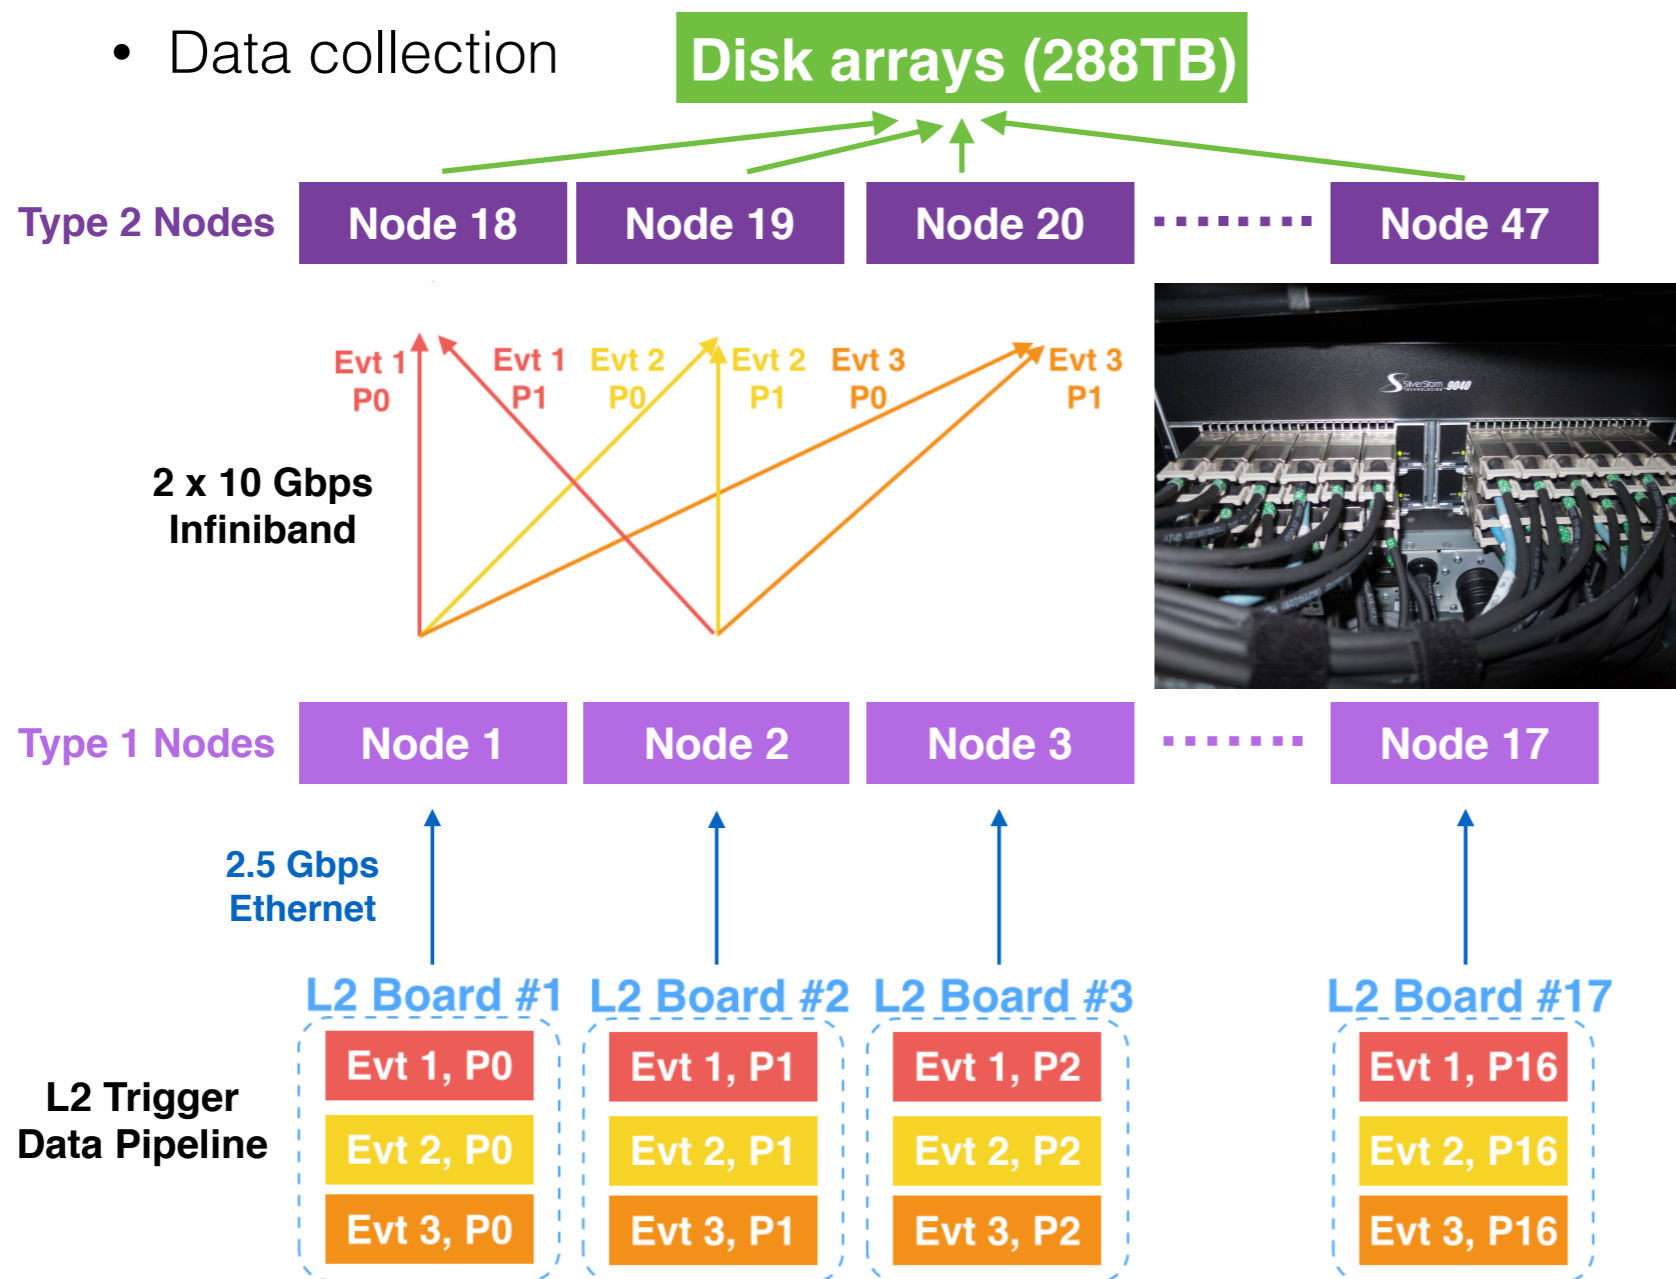 • Data collection
Disk arrays (288TB)
Type 2 Nodes
Node 18
Node 19
Node 20
Node 47
Evt 1
P0
Evt 1
P1
Evt 2
P0
Evt 2
P1
Evt 3
P0
Evt 3
P1
SilverStorm 9040
TECHNOLOGIES
2 x 10 Gbps
Infiniband
Type 1 Nodes
Node 1
Node 2
Node 3
Node 17
2.5 Gbps
Ethernet
L2 Board #1
L2 Board #2
L2 Board #3
L2 Board #17
L2 Trigger
Data Pipeline
Evt 1, P0
Evt 2, P0
Evt 3, P0
Evt 1, P1
Evt 2, P1
Evt 3, P1
Evt 1, P2
Evt 2, P2
Evt 3, P2
Evt 1, P16
Evt 2, P16
Evt 3, P16